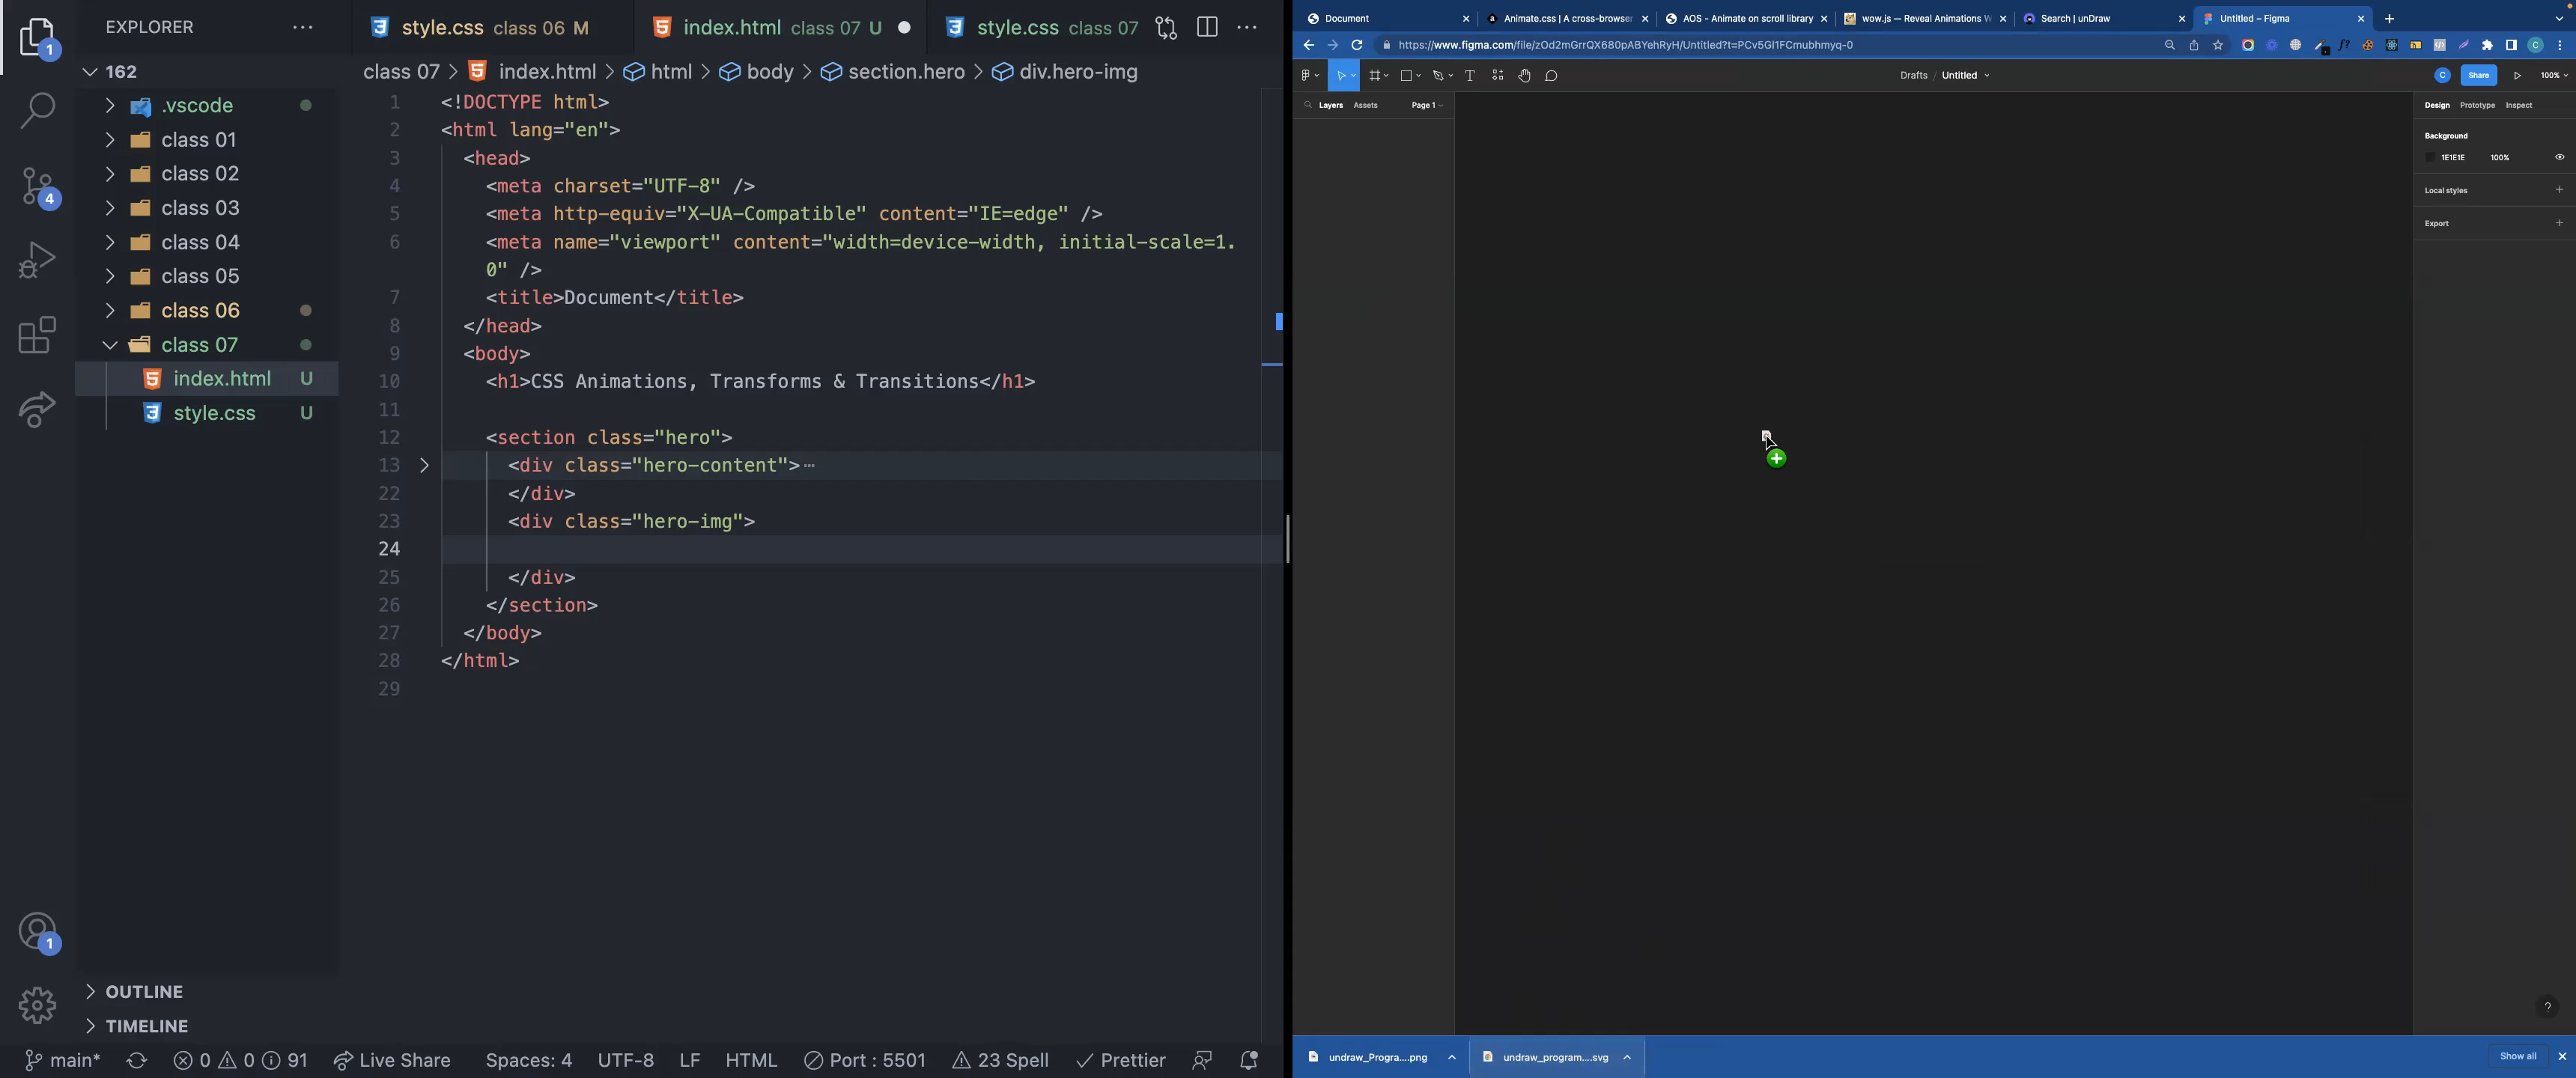 EXPLORER
style.css class 06 M
index.html class 07 U
style.css class 07
162
class 07 > index.html > html > body > section.hero > div.hero-img
.vscode
class 01
class 02
class 03
class 04
class 05
class 06
class 07
index.html U
style.css U
1
4
1
1 <!DOCTYPE html>
2 <html lang="en">
3 <head>
4 <meta charset="UTF-8" />
5 <meta http-equiv="X-UA-Compatible" content="IE=edge" />
6 <meta name="viewport" content="width=device-width, initial-scale=1.
0" />
7 <title>Document</title>
8 </head>
9 <body>
10 <h1>CSS Animations, Transforms & Transitions</h1>
11
12 <section class="hero">
13 <div class="hero-content">
22 </div>
23 <div class="hero-img">
24
25 </div>
26 </section>
27 </body>
28 </html>
29
OUTLINE
TIMELINE
main* 0 0 91 Live Share Spaces: 4 UTF-8 LF HTML Port : 5501 23 Spell Prettier
Document
Animate.css | A cross-browser
AOS - Animate on scroll library
wow.js — Reveal Animations W
Search | unDraw
Untitled – Figma
https://www.figma.com/file/zOd2mGrrQX680pABYehRyH/Untitled?t=PCv5GI1FCmubhmyq-0
Drafts / Untitled
C
Share
100%
Layers Assets Page 1
Design Prototype Inspect
Background
1E1E1E 100%
Local styles
Export
?
undraw_Progra....png
undraw_program....svg
Show all